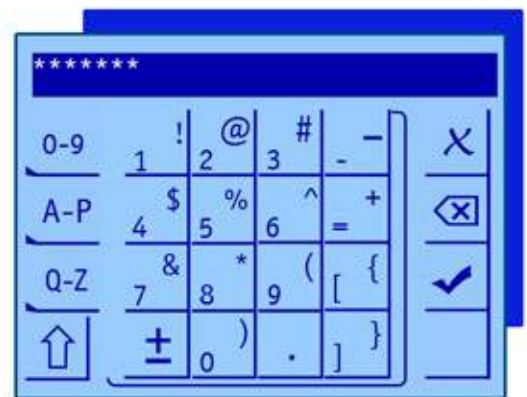 *******
0-9 1 ! 2 @ 3 # - _ X
A-P 4 $ 5 % 6 ^ = +
Q-Z 7 & 8 * 9 ( [ {
± 0 ) . ] }